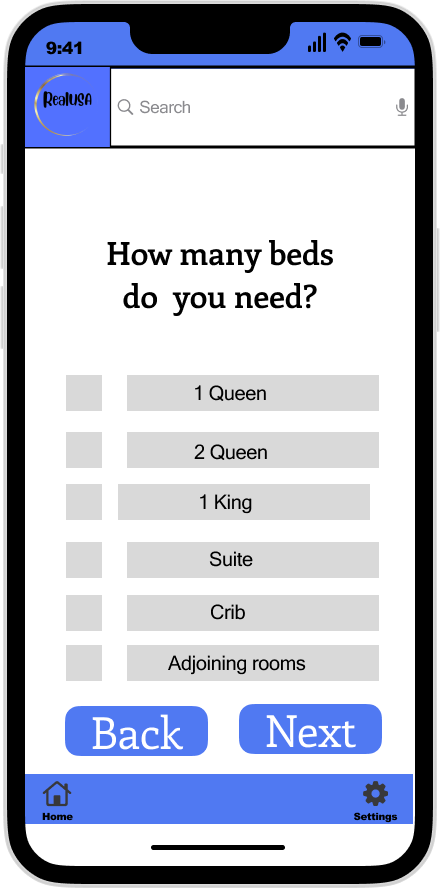 9:41
RealUSA
Search
How many beds
do you need?
1 Queen
2 Queen
1 King
Suite
Crib
Adjoining rooms
Back Next
Home Settings